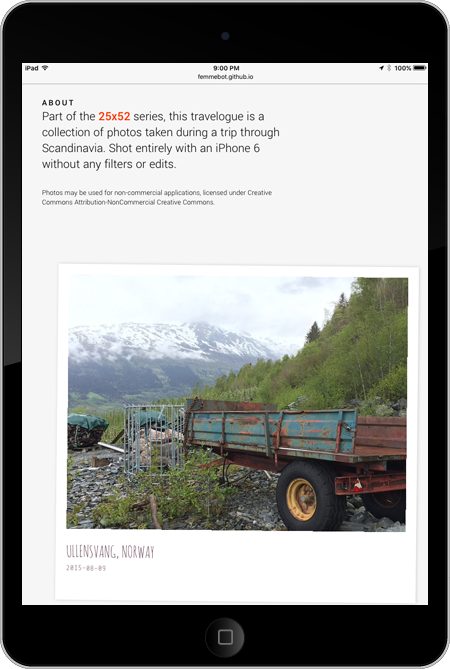 iPad 9:00 PM 100%
femmebot.github.io
ABOUT
Part of the 25x52 series, this travelogue is a
collection of photos taken during a trip through
Scandinavia. Shot entirely with an iPhone 6
without any filters or edits.
Photos may be used for non-commercial applications, licensed under Creative
Commons Attribution-NonCommercial Creative Commons.
ULLENSVANG, NORWAY
2015-08-09